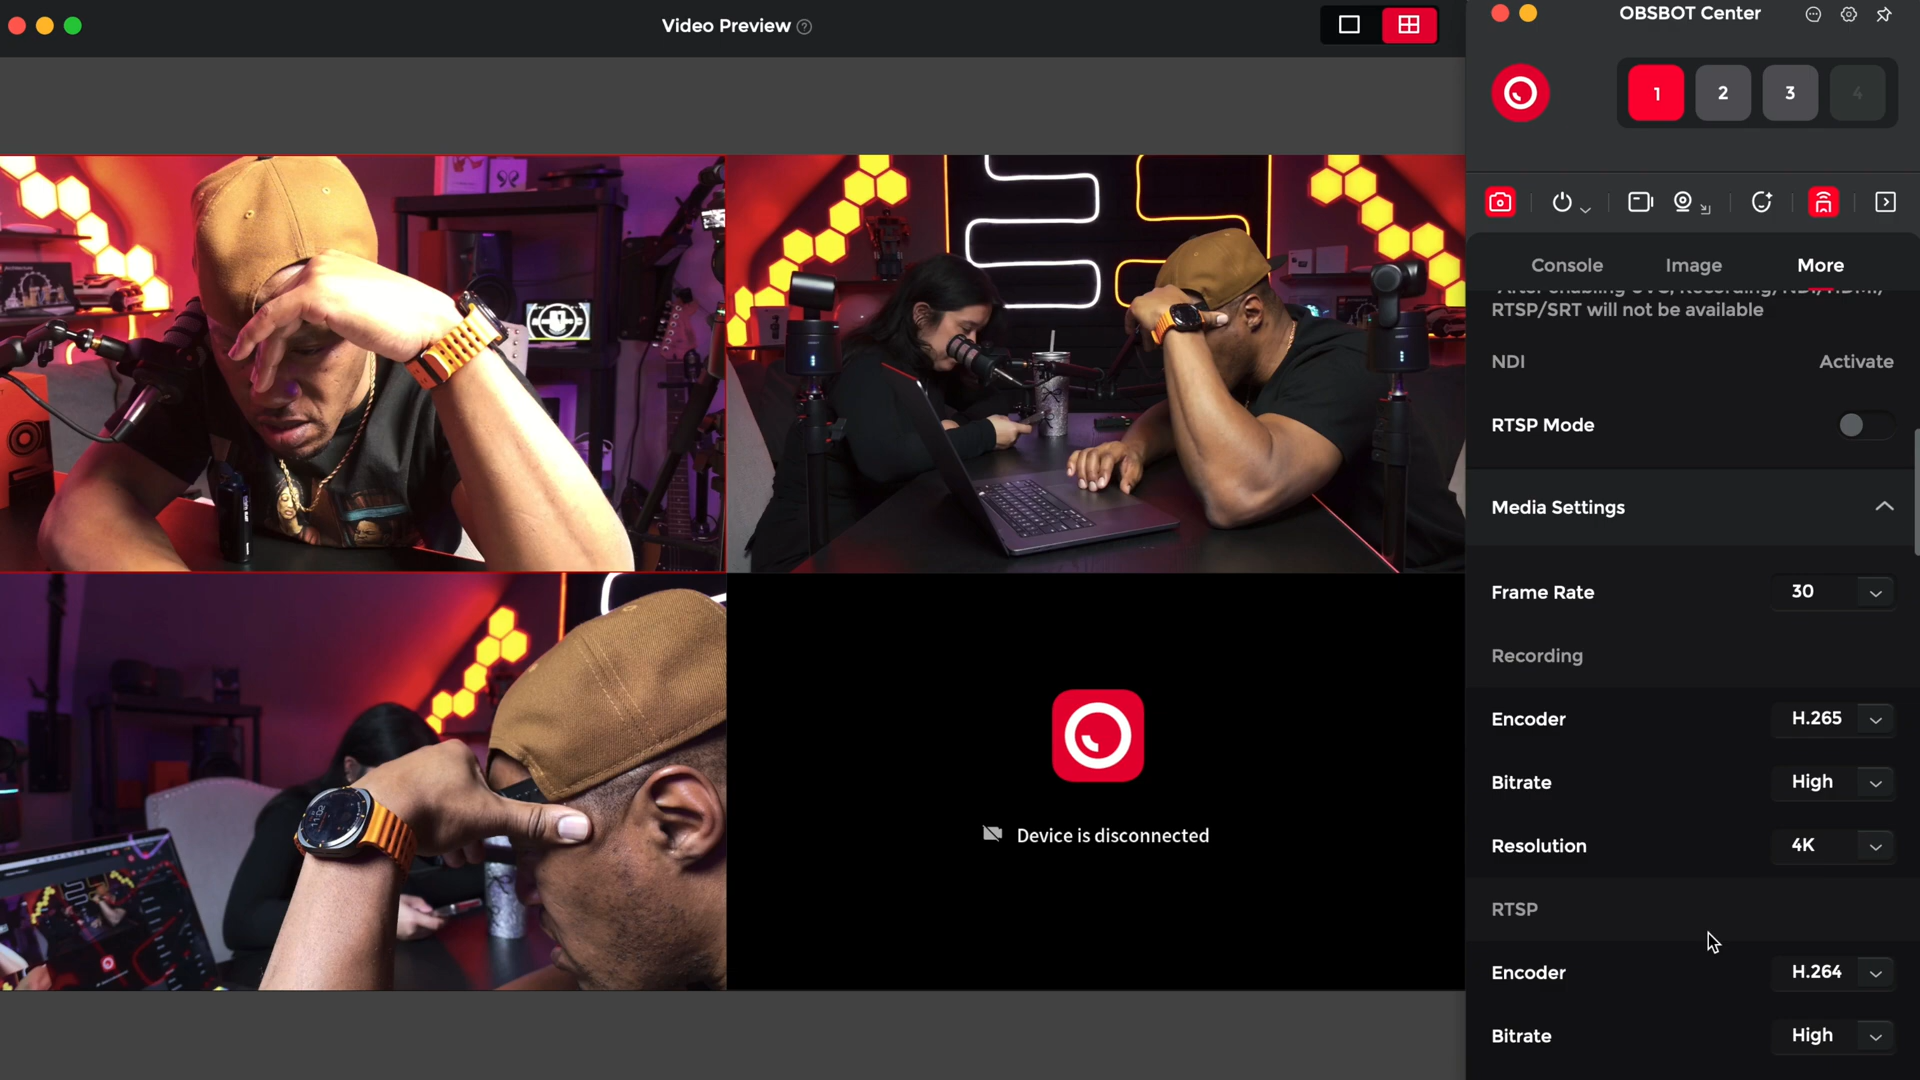 Video Preview
OBSBOT Center
1 2 3 4
Console Image More
RTSP/SRT will not be available
NDI Activate
RTSP Mode
Media Settings
Frame Rate 30
Recording
Encoder H.265
Bitrate High
Resolution 4K
RTSP
Encoder H.264
Bitrate High
Device is disconnected